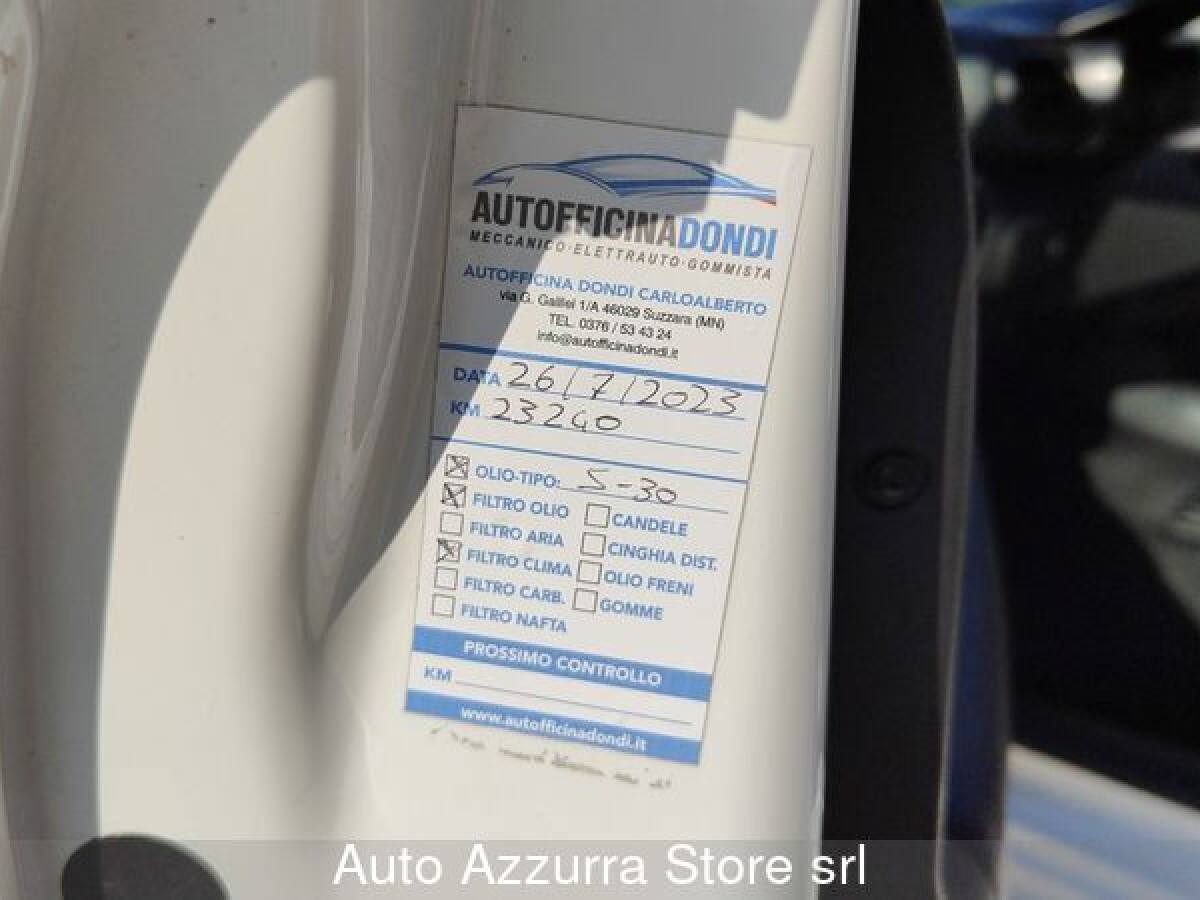 AUTOFFICINADONDI
MECCANICO·ELETTRAUTO·GOMMISTA
AUTOFFICINA DONDI CARLOALBERTO
via G. Galilei 1/A 46029 Suzzara (MN)
TEL. 0376 / 53 43 24
info@autofficinadondi.it
DATA 26/7/2023
KM 23240
OLIO-TIPO: 5-30
FILTRO OLIO CANDELE
FILTRO ARIA CINGHIA DIST.
FILTRO CLIMA OLIO FRENI
FILTRO CARB. GOMME
FILTRO NAFTA
PROSSIMO CONTROLLO
KM
www.autofficinadondi.it
Auto Azzurra Store srl